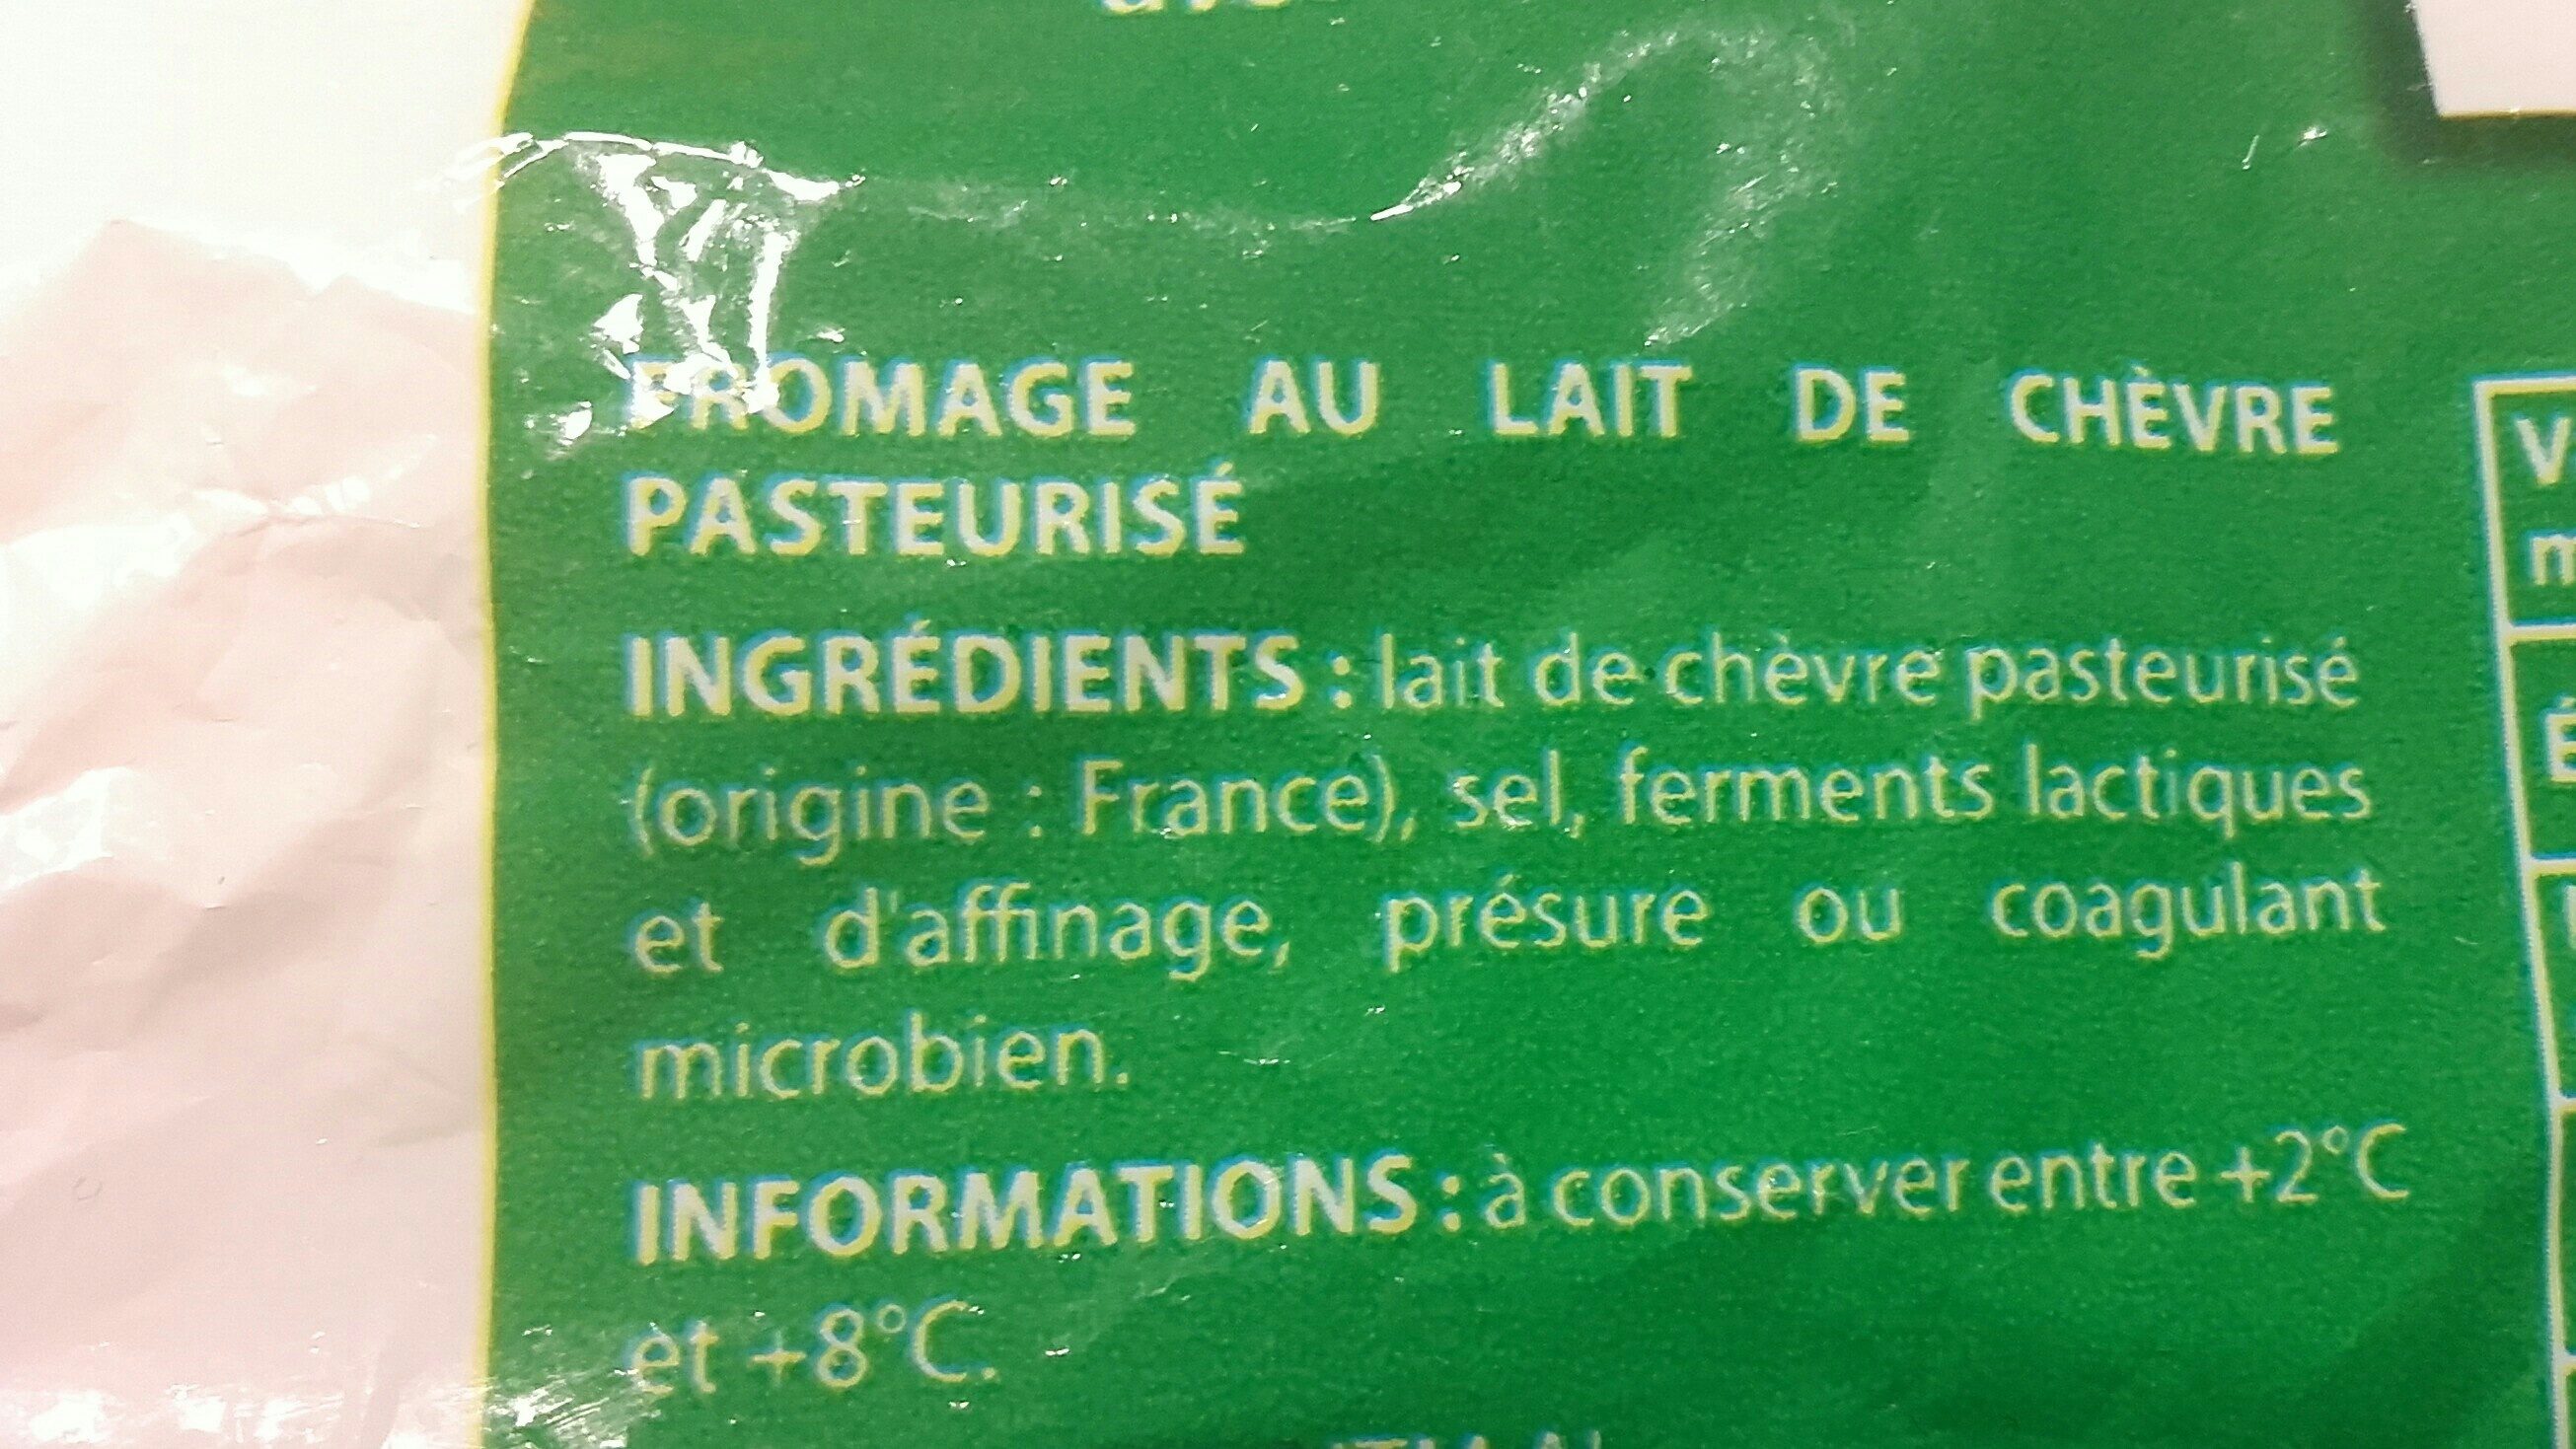 FROMAGE AU LAIT DE CHÈVRE
PASTEURISÉ
INGRÉDIENTS : lait de chèvre pasteurisé
(origine : France), sel, ferments lactiques
et d'affinage, présure ou coagulant
microbien.
INFORMATIONS : à conserver entre +2°C
et +8°C.